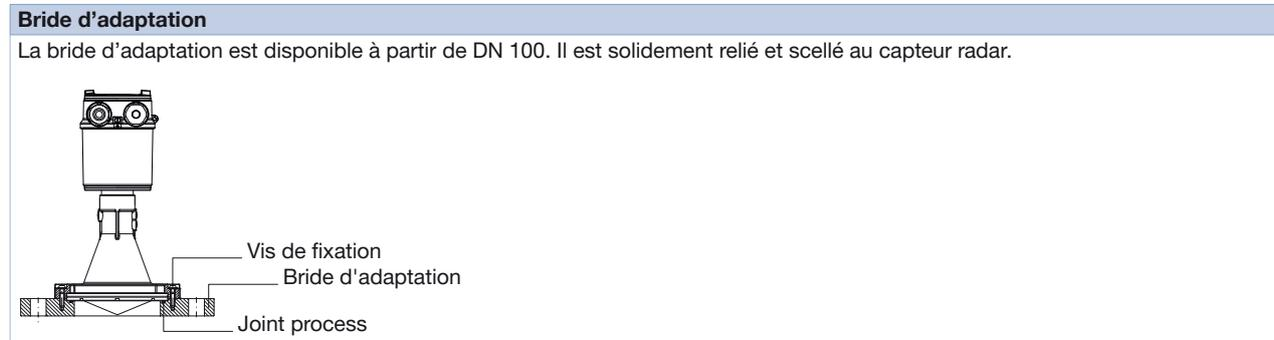 Bride d’adaptation
La bride d’adaptation est disponible à partir de DN 100. Il est solidement relié et scellé au capteur radar.
Vis de fixation
Bride d'adaptation
Joint process